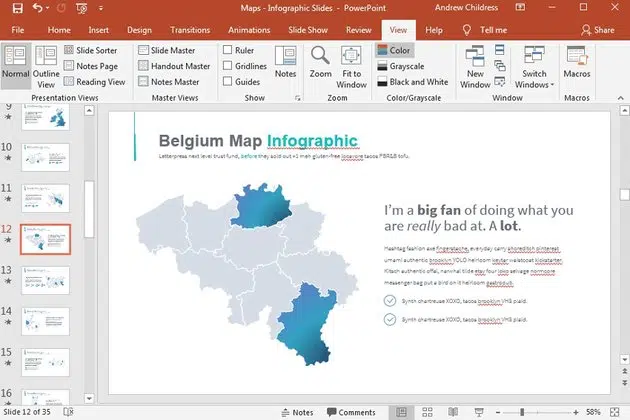 Maps - Infographic Slides - PowerPoint
Andrew Childress
File Home Insert Design Transitions Animations Slide Show Review View Help Tell me Share
Normal
Outline View
Slide Sorter
Notes Page
Reading View
Presentation Views
Slide Master
Handout Master
Notes Master
Master Views
Ruler
Gridlines
Guides
Show
Notes
Zoom
Fit to Window
Zoom
Color
Grayscale
Black and White
Color/Grayscale
New Window
Switch Windows
Window
Macros
Macros
9
10
11
12
13
14
15
16
Belgium Map Infographic
Letterpress next level trust fund, before they sold out +1 man gluten-free locavore tacos PBR&B tofu.
I'm a big fan of doing what you
are really bad at. A lot.
Hashtag fashion axe fingerstache, everyday carry shoreditch pinterest
umami authentic brooklyn YOLO heirloom keytar waistcoat kickstarter.
Kitsch authentic offal, narwhal tilde etsy four loko selvage normcore
messenger bag put a bird on it heirloom gastropub.
Synth chartreuse XOXO, tacos brooklyn VHS plaid.
Synth chartreuse XOXO, tacos brooklyn VHS plaid.
Slide 12 of 35
Notes
Comments
58%